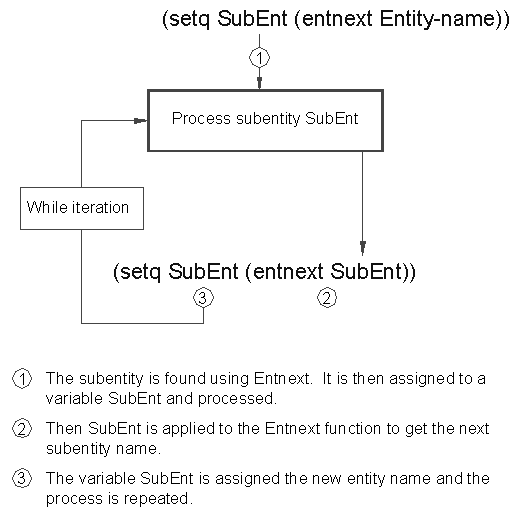 (setq SubEnt (entnext Entity-name))
1
Process subentity SubEnt
While iteration
(setq SubEnt (entnext SubEnt))
3 2
1 The subentity is found using Entnext. It is then assigned to a
variable SubEnt and processed.
2 Then SubEnt is applied to the Entnext function to get the next
subentity name.
3 The variable SubEnt is assigned the new entity name and the
process is repeated.